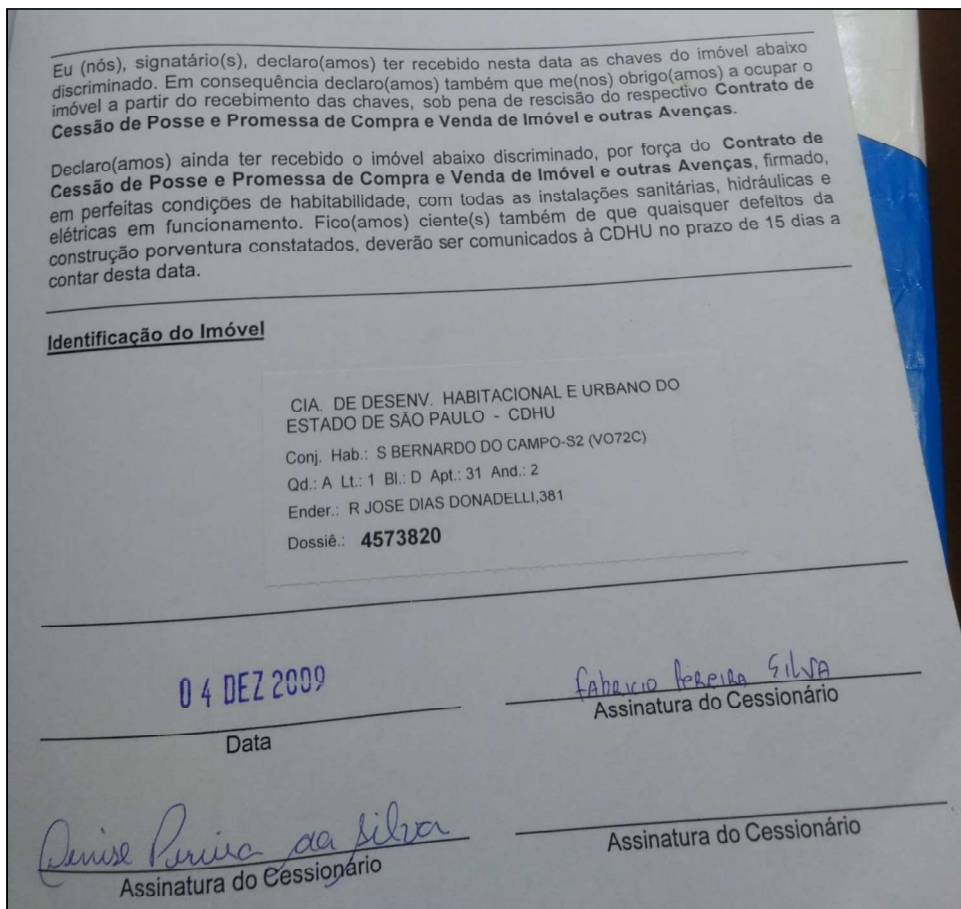 Eu (nós), signatário(s), declaro(amos) ter recebido nesta data as chaves do imóvel abaixo
discriminado. Em consequência declaro(amos) também que me(nos) obrigo(amos) a ocupar o
imóvel a partir do recebimento das chaves, sob pena de rescisão do respectivo Contrato de
Cessão de Posse e Promessa de Compra e Venda de Imóvel e outras Avenças.
Declaro(amos) ainda ter recebido o imóvel abaixo discriminado, por força do Contrato de
Cessão de Posse e Promessa de Compra e Venda de Imóvel e outras Avenças, firmado,
em perfeitas condições de habitabilidade, com todas as instalações sanitárias, hidráulicas e
elétricas em funcionamento. Fico(amos) ciente(s) também de que quaisquer defeitos da
construção porventura constatados, deverão ser comunicados à CDHU no prazo de 15 dias a
contar desta data.
Identificação do Imóvel
CIA. DE DESENV. HABITACIONAL E URBANO DO
ESTADO DE SÃO PAULO - CDHU
Conj. Hab.: S BERNARDO DO CAMPO-S2 (VO72C)
Qd.: A Lt.: 1 Bl.: D Apt.: 31 And.: 2
Ender.: R JOSE DIAS DONADELLI,381
Dossiê.: 4573820
04 DEZ 2009
Data
Fabricio Pereira Silva
Assinatura do Cessionário
Denise Pereira da Silva
Assinatura do Cessionário
Assinatura do Cessionário